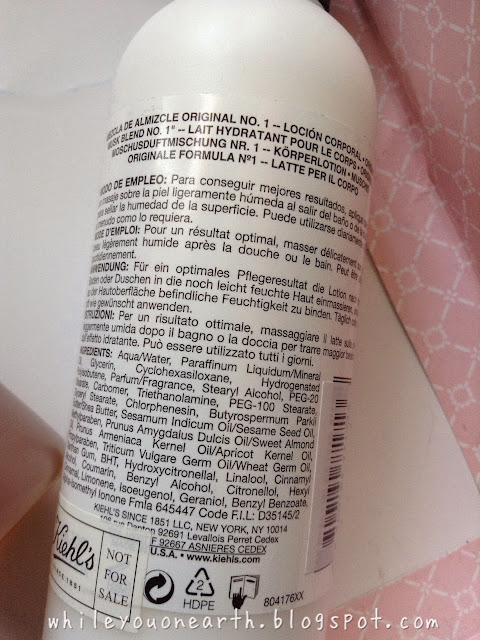 DE ALMIZCLE ORIGINAL NO. 1 -- LOCIÓN CORPORAL •
MUSK BLEND NO. 1" -- LAIT HYDRATANT POUR LE CORPS •
MOSCHUSDUFTMISCHUNG NR. 1 -- KÖRPERLOTION •
ORIGINALE FORMULA Nº1 -- LATTE PER IL CORPO
MODO DE EMPLEO: Para conseguir mejores resultados,
masaje sobre la piel ligeramente húmeda al salir del baño o de
sellar la humedad de la superficie. Puede utilizarse diariamente
menudo como lo requiera.
MODE D'EMPLOI: Pour un résultat optimal, masser délicatement
légèrement humide après la douche ou le bain. Peut être
quotidiennement.
ANWENDUNG: Für ein optimales Pflegeresultat die Lotion nach
oder Duschen in die noch leicht feuchte Haut einmassieren,
der Hautoberfläche befindliche Feuchtigkeit zu binden. Täglich
wie gewünscht anwenden.
Per un risultato ottimale, massaggiare il latte
umida dopo il bagno o la doccia per trarre maggior
effetto idratante. Può essere utilizzato tutti i giorni.
INGREDIENTS: Aqua/Water, Paraffinum Liquidum/Mineral
Glycerin, Cyclohexasiloxane, Hydrogenated
Parfum/Fragrance, Stearyl Alcohol, PEG-20
Carbomer, Triethanolamine, PEG-100 Stearate,
Stearate, Chlorphenesin, Butyrospermum Parkii
Butter, Sesamum Indicum Oil/Sesame Seed Oil,
Prunus Amygdalus Dulcis Oil/Sweet Almond
Prunus Armeniaca Kernel Oil/Apricot Kernel Oil,
Triticum Vulgare Germ Oil/Wheat Germ Oil,
gum, BHT, Hydroxycitronellal, Linalool, Cinnamyl
Coumarin, Benzyl Alcohol, Citronellol, Hexyl
Limonene, Isoeugenol, Geraniol, Benzyl Benzoate,
Ionone Fmla 645447 Code F.I.L: D35145/2
KIEHL'S SINCE 1851 LLC, NEW YORK, NY 10014
Danton 92691 Levallois Perret Cedex
F 92667 ASNIERES CEDEX
U.S.A. • www.kiehls.com
Kiehl's
SINCE 1851
NOT
FOR
SALE
2
HDPE
804176XX
whileyouonearth.blogspot.com